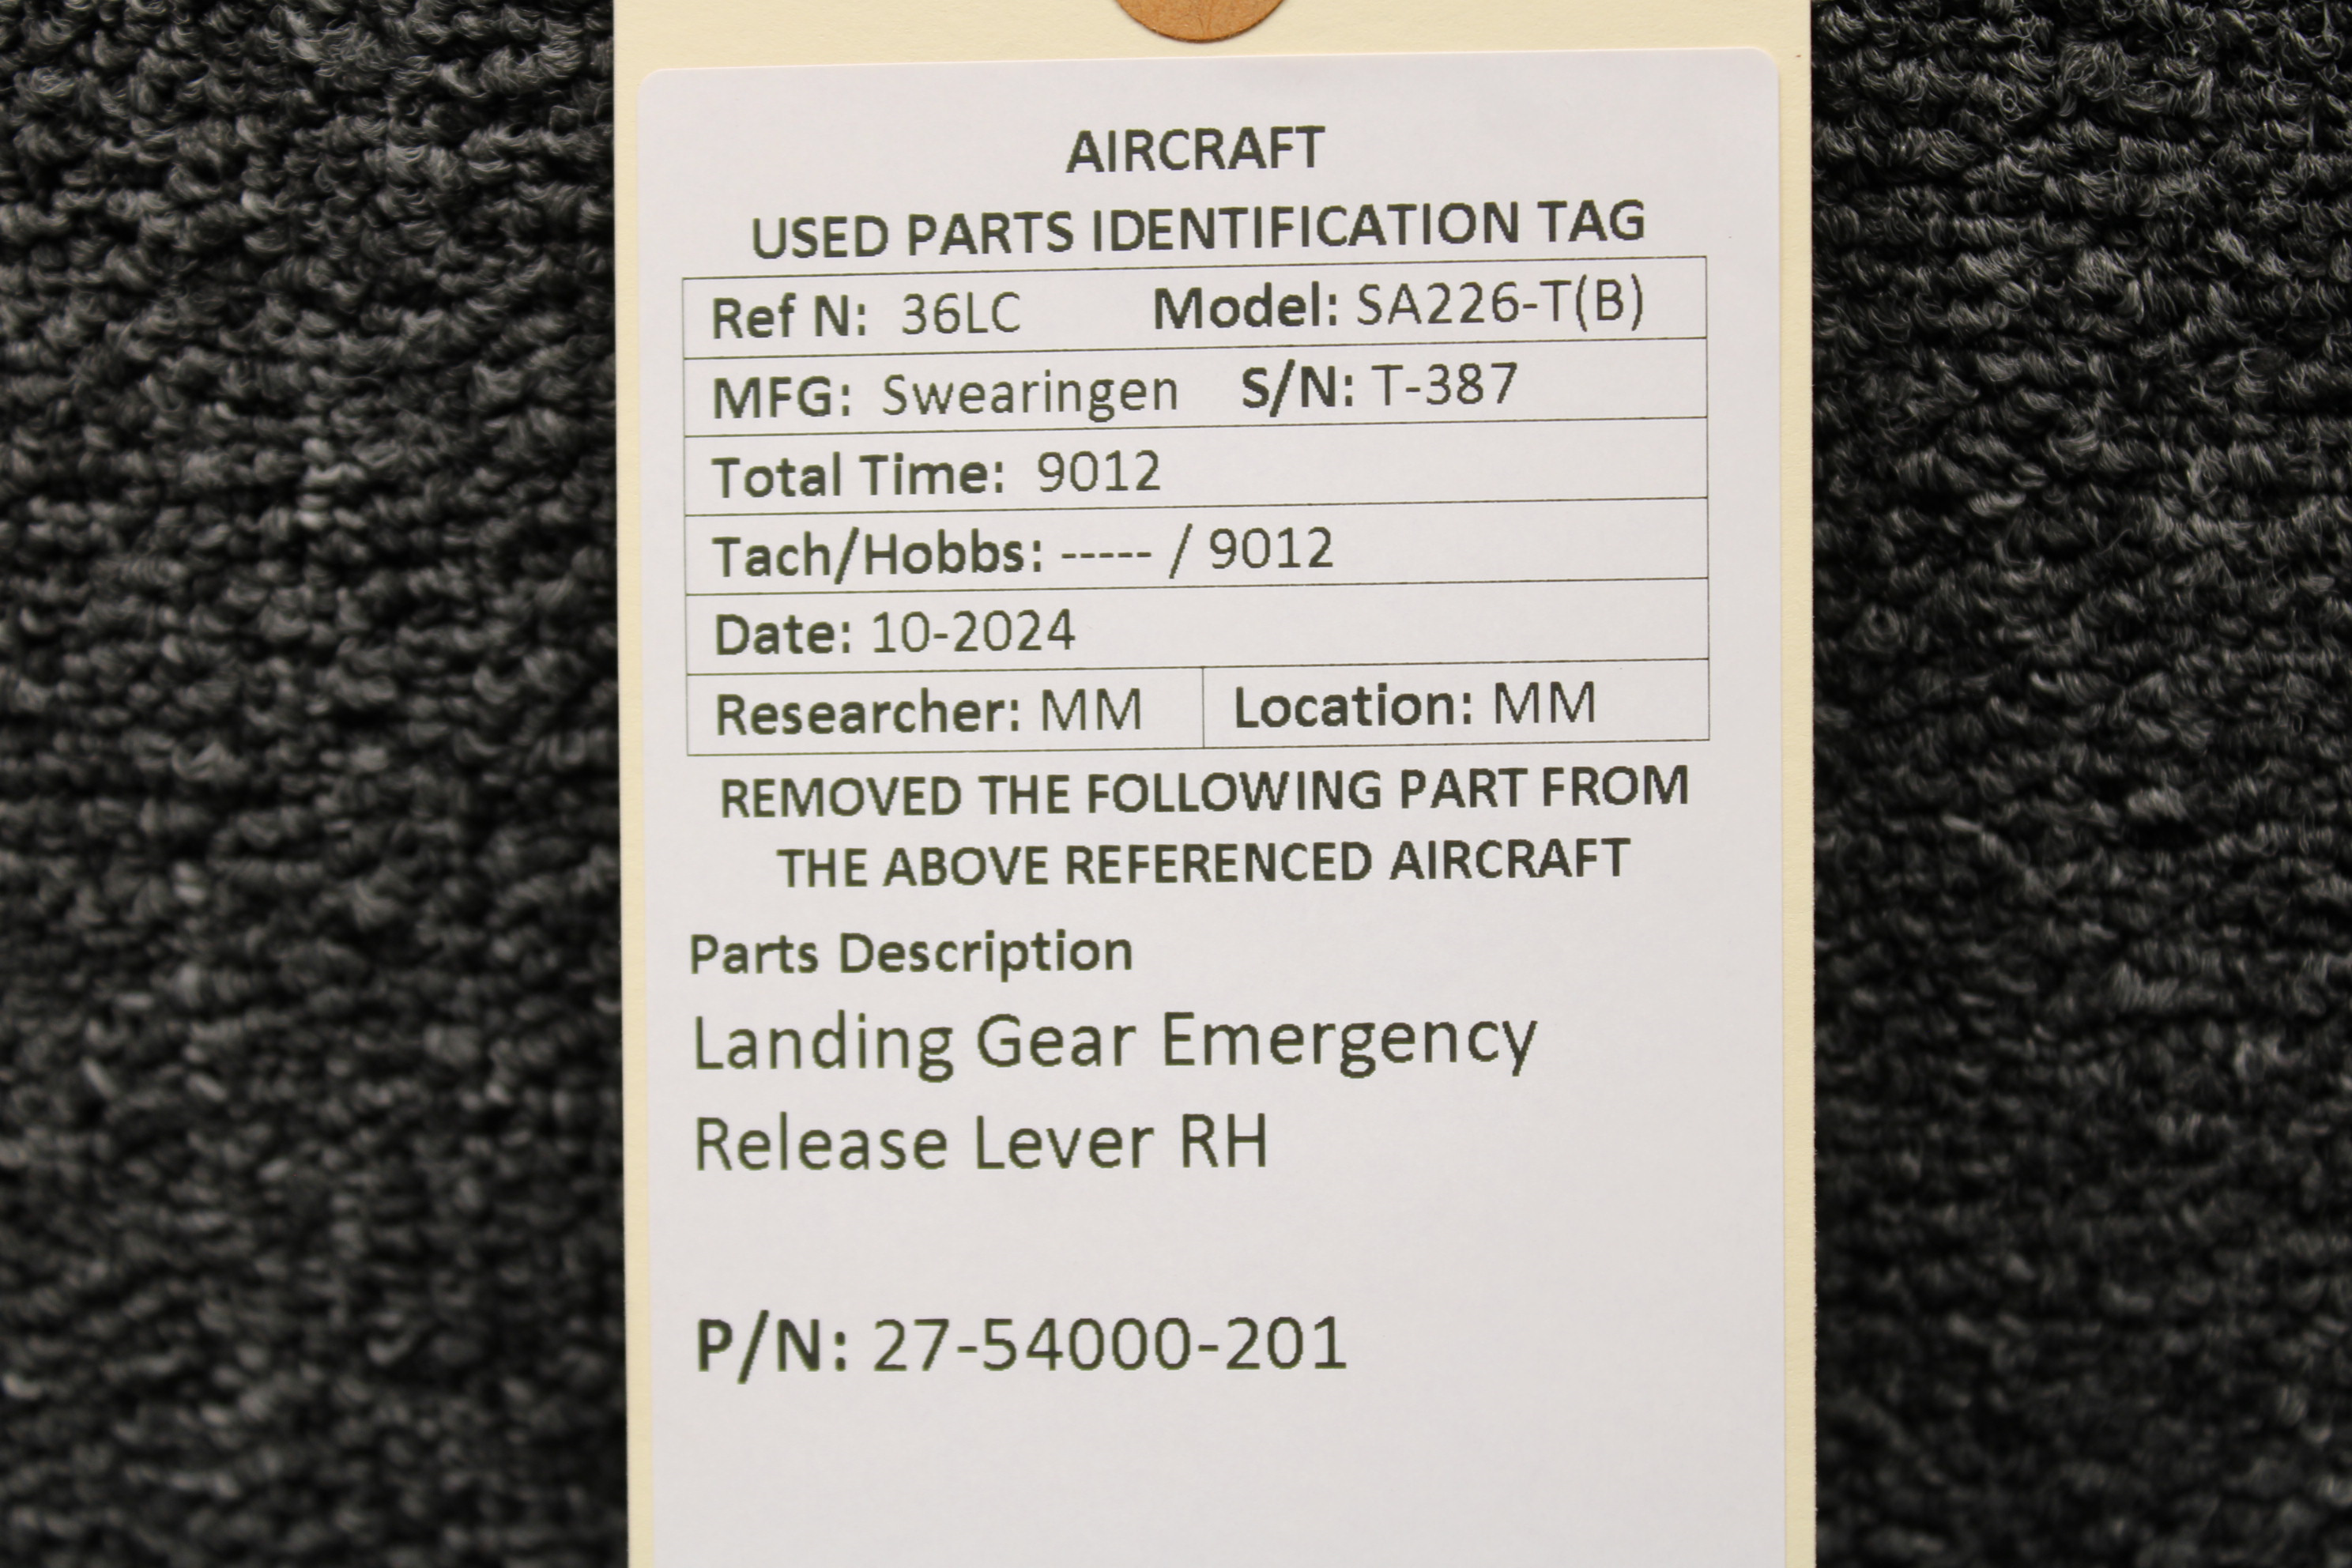 AIRCRAFT
USED PARTS IDENTIFICATION TAG
Ref N: 36LC Model: SA226-T(B)
MFG: Swearingen S/N: T-387
Total Time: 9012
Tach/Hobbs: ----- / 9012
Date: 10-2024
Researcher: MM Location: MM
REMOVED THE FOLLOWING PART FROM
THE ABOVE REFERENCED AIRCRAFT
Parts Description
Landing Gear Emergency
Release Lever RH
P/N: 27-54000-201